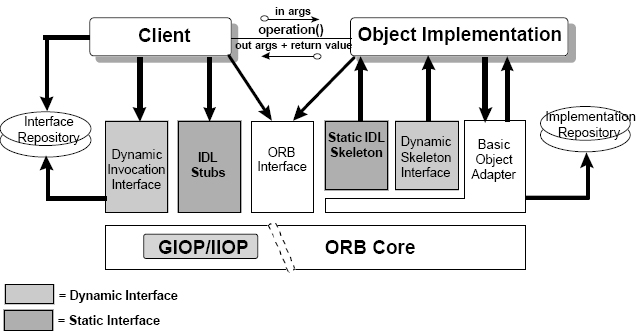 in args
Client
operation()
Object Implementation
out args + return value
Interface
Repository
Implementation
Repository
Dynamic
Invocation
Interface
IDL
Stubs
ORB
Interface
Static IDL
Skeleton
Dynamic
Skeleton
Interface
Basic
Object
Adapter
GIOP/IIOP
ORB Core
= Dynamic Interface
= Static Interface